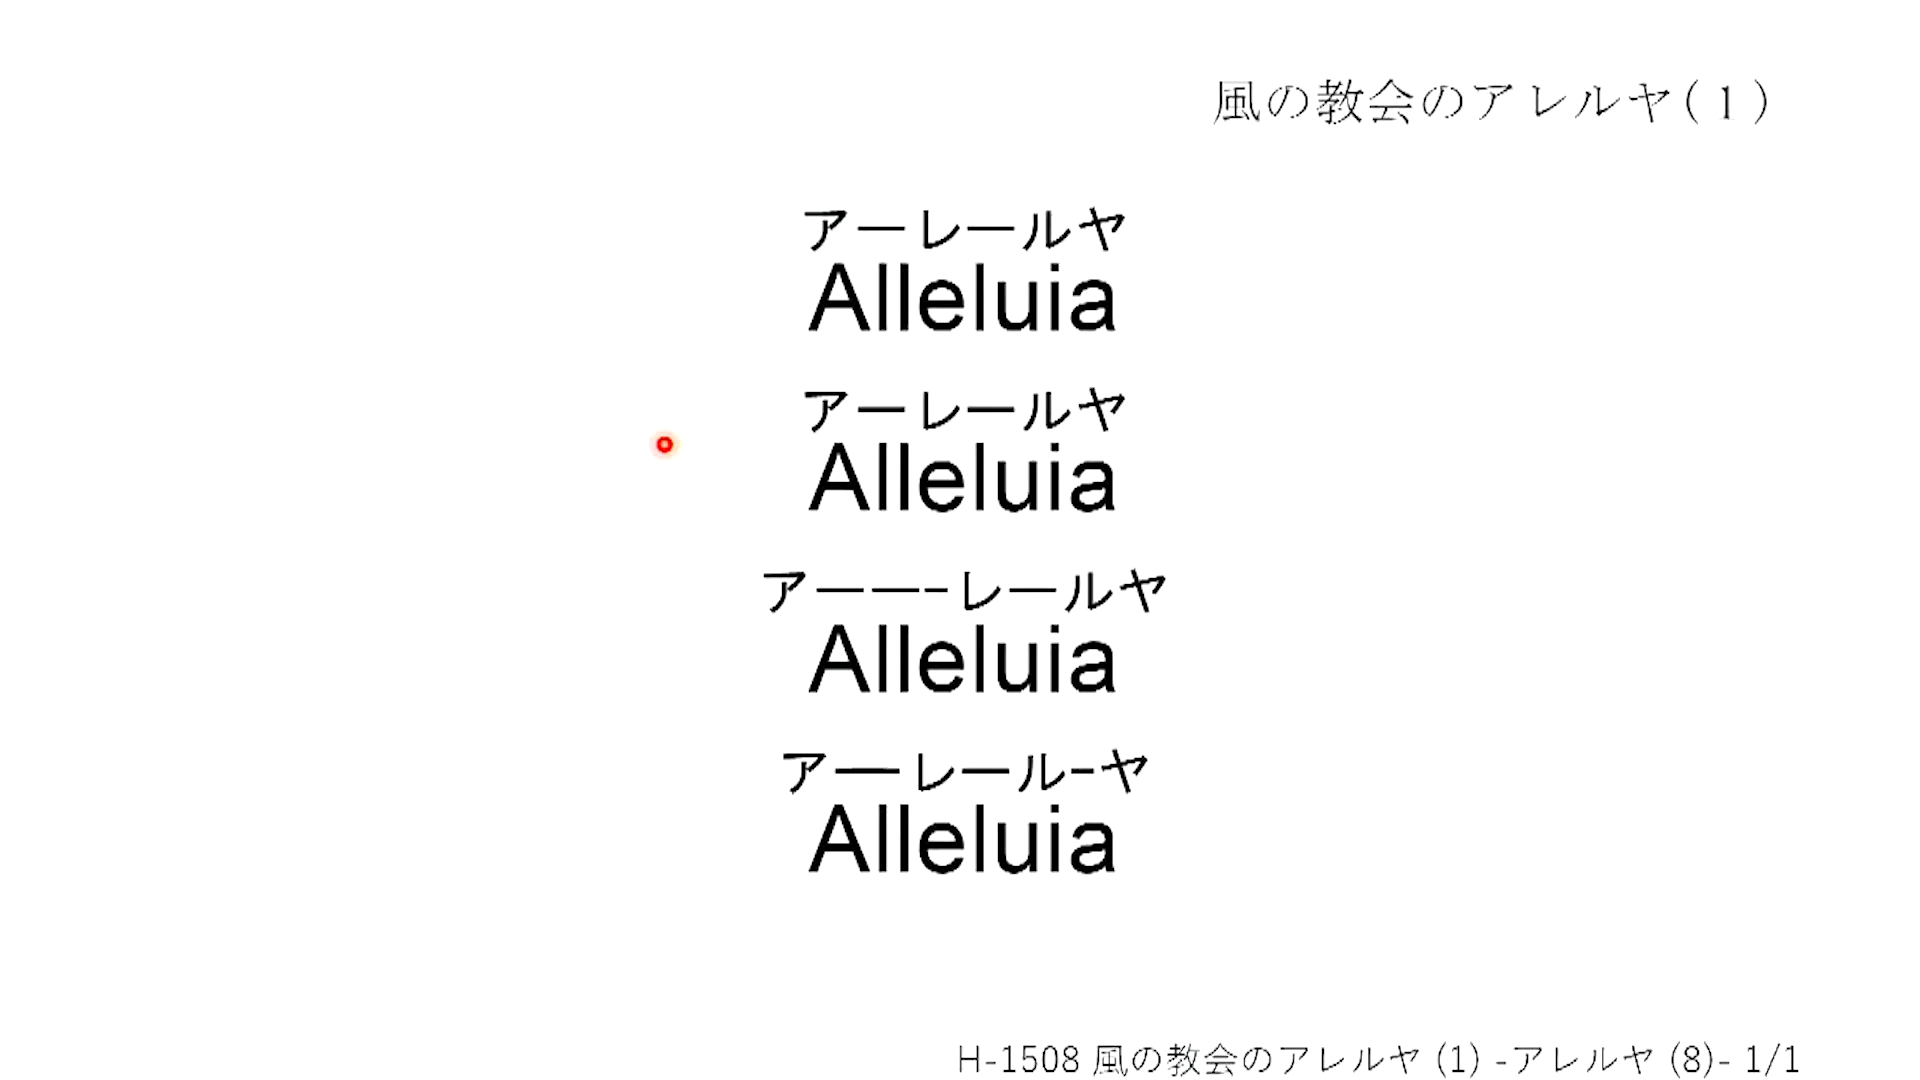 風の教会のアレルヤ(1)
アーレールヤ
Alleluia
アーレールヤ
Alleluia
アーー-レールヤ
Alleluia
アーレール-ヤ
Alleluia
H-1508 風の教会のアレルヤ (1) -アレルヤ (8)- 1/1